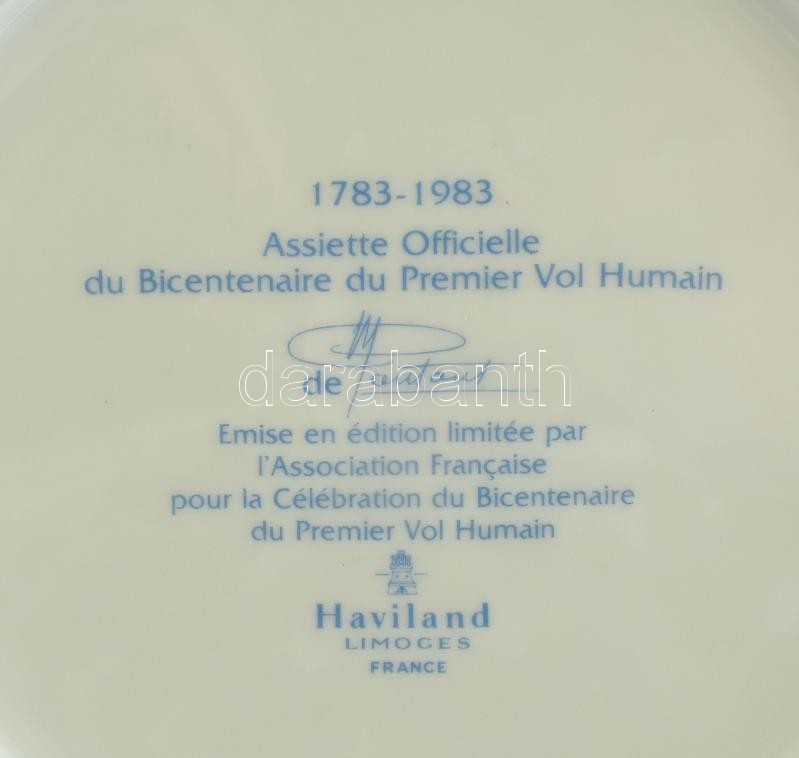 1783-1983
Assiette Officielle
du Bicentenaire du Premier Vol Humain
de
darabanth
Emise en édition limitée par
l'Association Française
pour la Célébration du Bicentenaire
du Premier Vol Humain
Haviland
LIMOGES
FRANCE